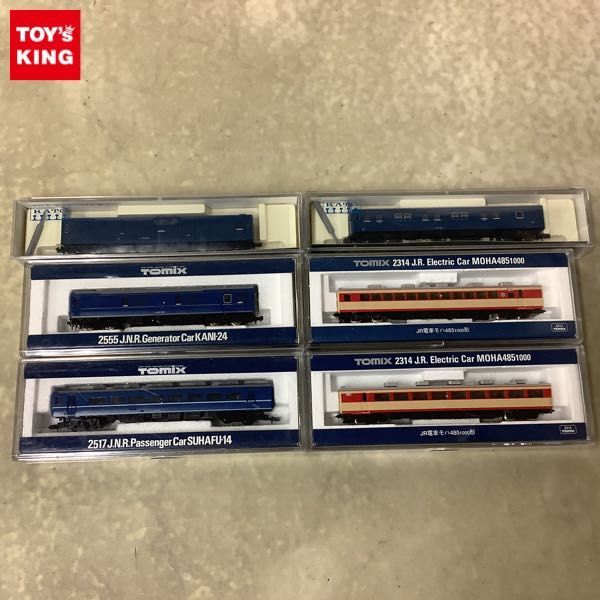 TOY's
KING
KATO
KATO
TOMIX
2555 J.N.R. Generator Car KANI-24
TOMIX 2314 J.R. Electric Car MOHA4851000
JR電車モハ4851000形
TOMIX
2517 J.N.R. Passenger Car SUHAFU-14
TOMIX 2314 J.R. Electric Car MOHA4851000
JR電車モハ4851000形